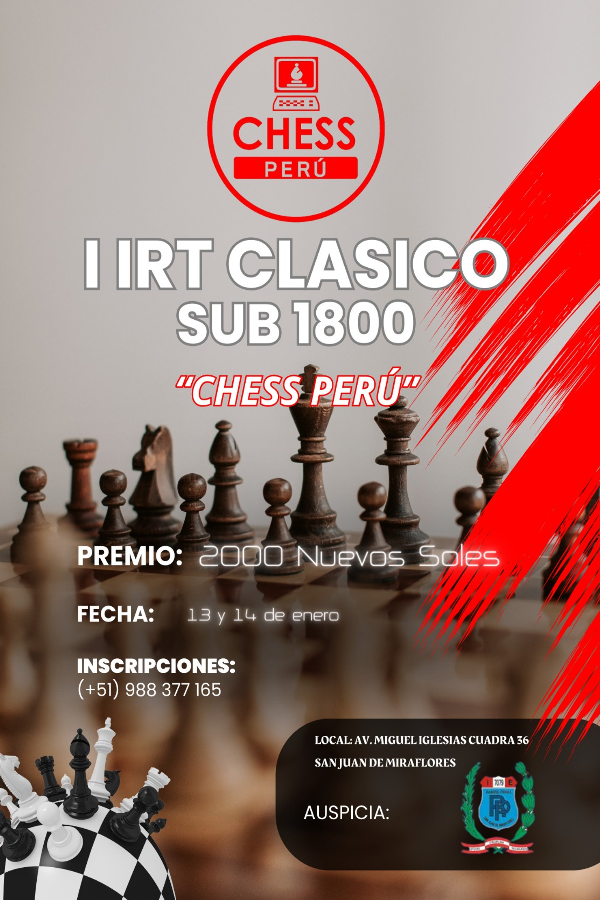 CHESS
PERÚ
I IRT CLASICO
SUB 1800
“CHESS PERÚ”
PREMIO: 2000 Nuevos Soles
FECHA: 13 y 14 de enero
INSCRIPCIONES:
(+51) 988 377 165
LOCAL: AV. MIGUEL IGLESIAS CUADRA 36
SAN JUAN DE MIRAFLORES
AUSPICIA:
I 7079 E